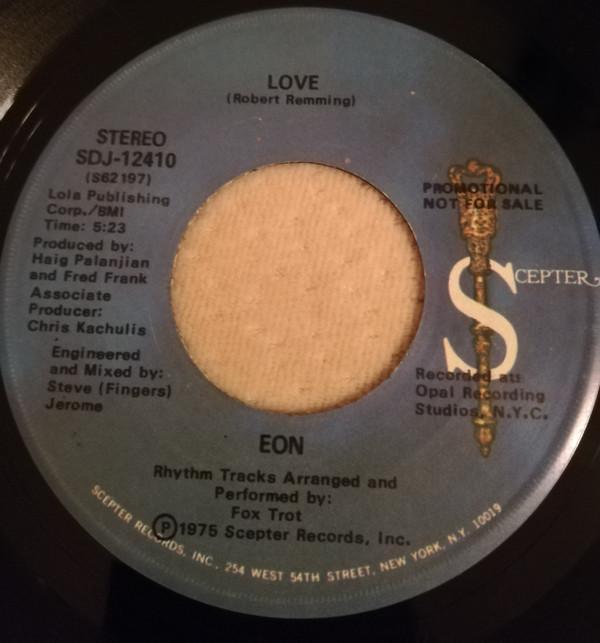 LOVE
(Robert Remming)
STEREO
SDJ-12410
(S62197)
Lola Publishing
Corp./BMI
Time: 5:23
Produced by:
Haig Palanjian
and Fred Frank
Associate
Producer:
Chris Kachulis
Engineered
and Mixed by:
Steve (Fingers)
Jerome
PROMOTIONAL
NOT FOR SALE
SCEPTER
Recorded at:
Opal Recording
Studios, N.Y.C.
EON
Rhythm Tracks Arranged and
Performed by:
Fox Trot
Ⓟ1975 Scepter Records, Inc.
SCEPTER RECORDS, INC., 254 WEST 54TH STREET, NEW YORK, N.Y. 10019